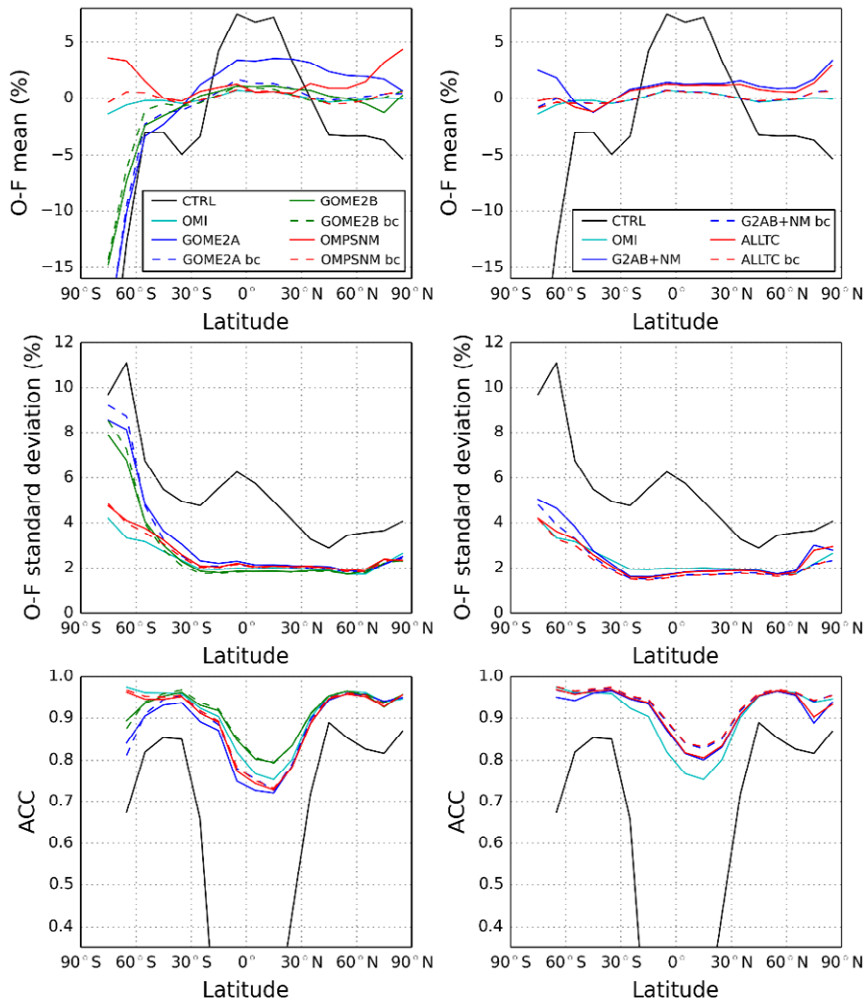 5
0
−5
−10
−15
O-F mean (%)
CTRL
OMI
GOME2A
GOME2A bc
GOME2B
GOME2B bc
OMPSNM
OMPSNM bc
90°S 60°S 30°S 0° 30°N 60°N 90°N
Latitude
5
0
−5
−10
−15
O-F mean (%)
CTRL
OMI
G2AB+NM
G2AB+NM bc
ALLTC
ALLTC bc
90°S 60°S 30°S 0° 30°N 60°N 90°N
Latitude
12
10
8
6
4
2
0
O-F standard deviation (%)
90°S 60°S 30°S 0° 30°N 60°N 90°N
Latitude
12
10
8
6
4
2
0
O-F standard deviation (%)
90°S 60°S 30°S 0° 30°N 60°N 90°N
Latitude
1.0
0.9
0.8
0.7
0.6
0.5
0.4
ACC
90°S 60°S 30°S 0° 30°N 60°N 90°N
Latitude
1.0
0.9
0.8
0.7
0.6
0.5
0.4
ACC
90°S 60°S 30°S 0° 30°N 60°N 90°N
Latitude